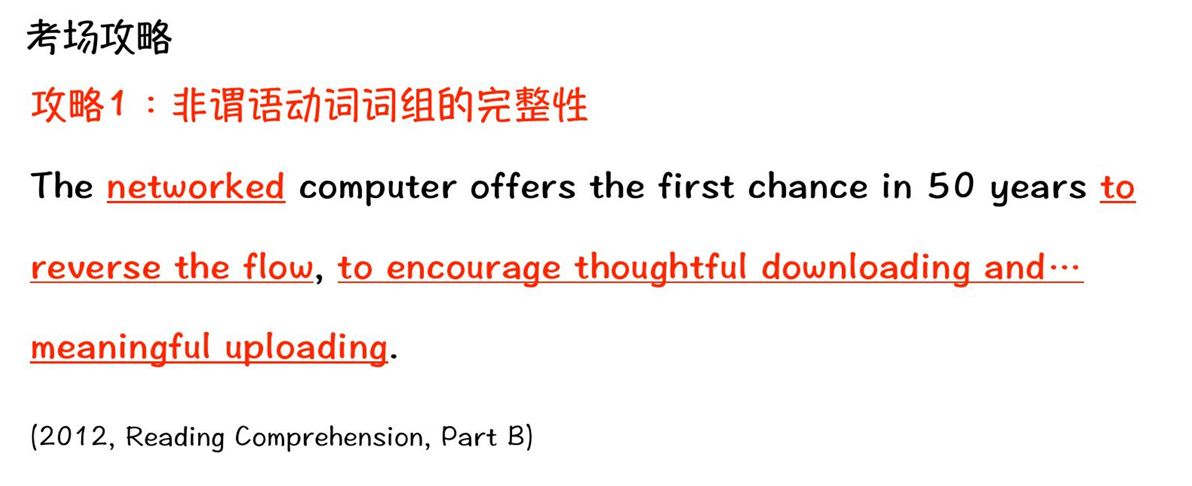 考场攻略
攻略1：非谓语动词词组的完整性
The networked computer offers the first chance in 50 years to
reverse the flow, to encourage thoughtful downloading and…
meaningful uploading.
(2012, Reading Comprehension, Part B)